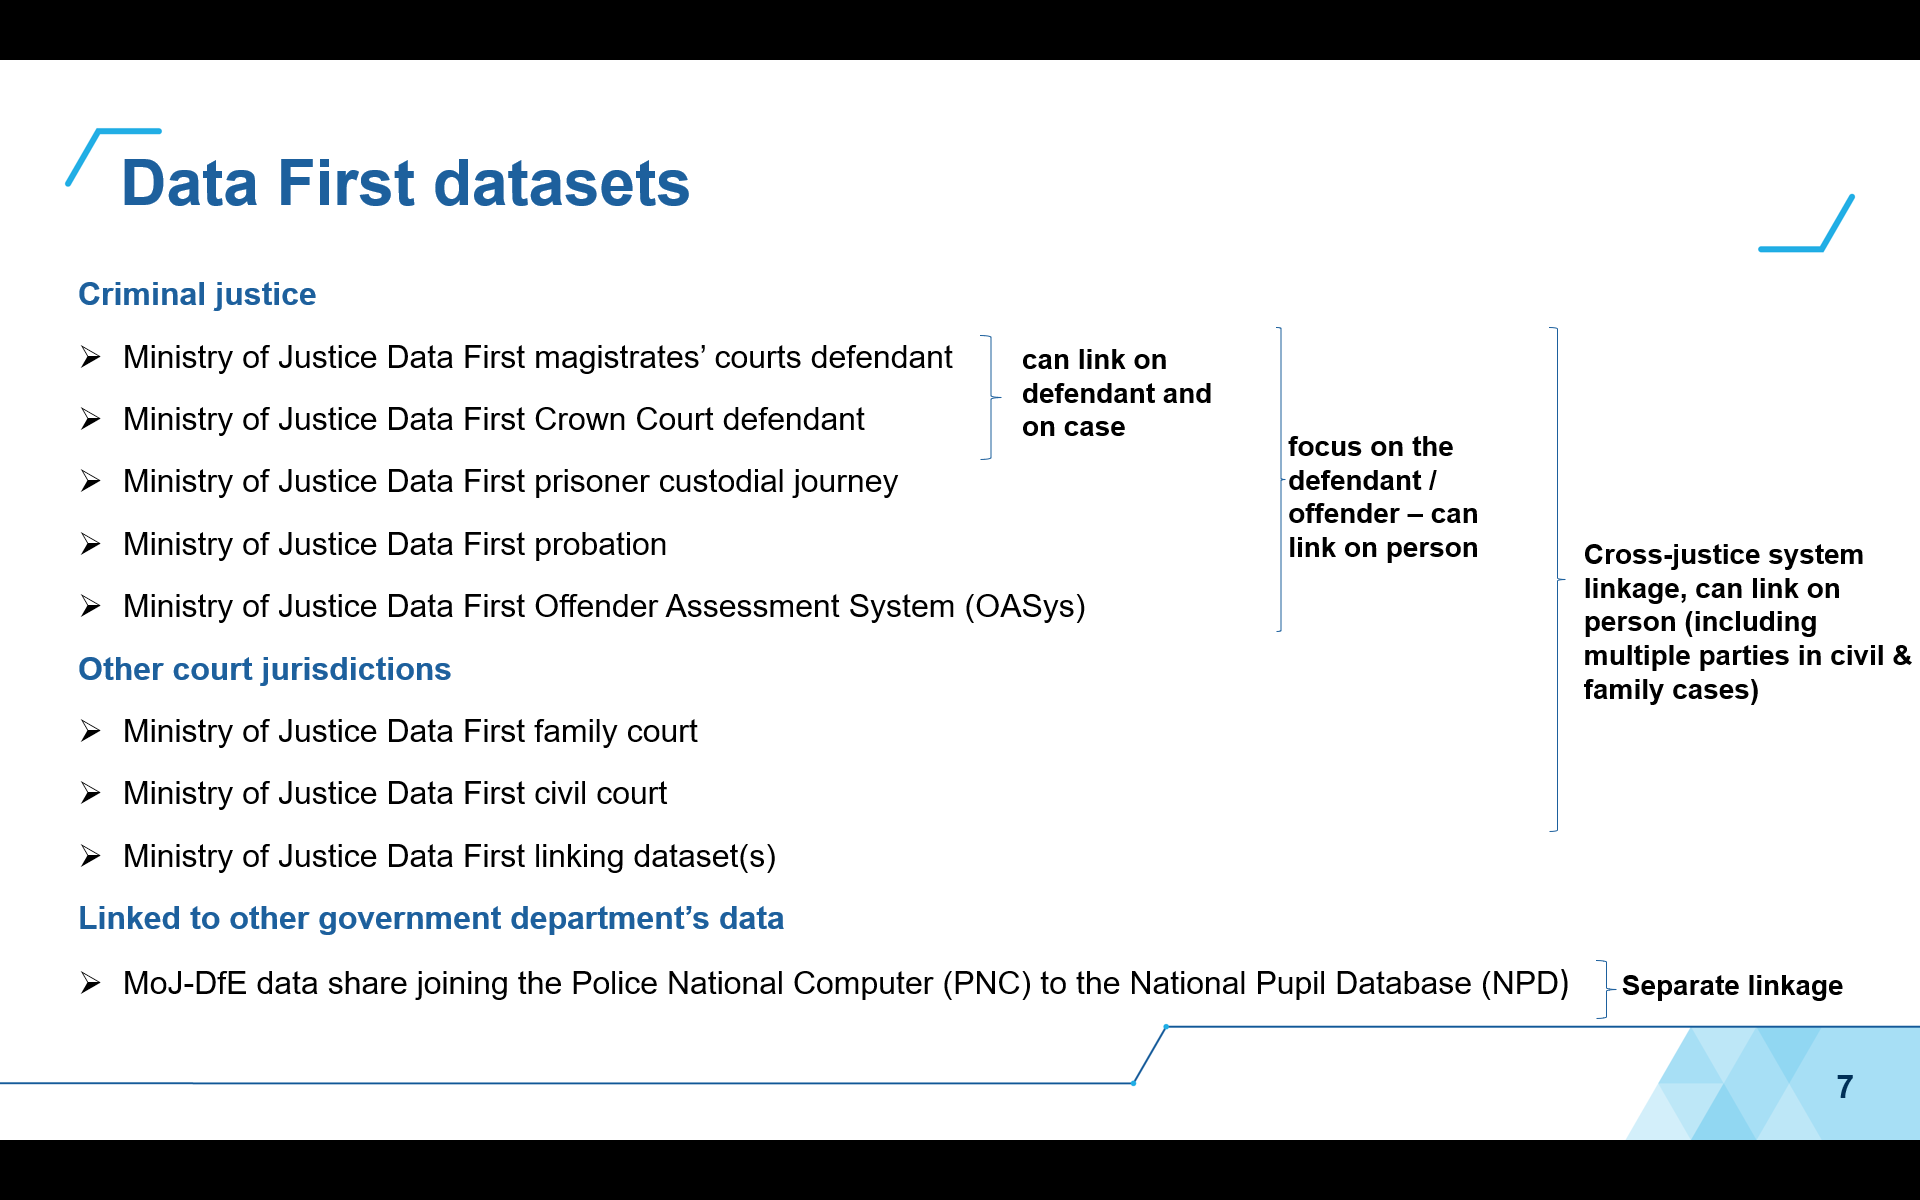 Data First datasets
Criminal justice
Ministry of Justice Data First magistrates’ courts defendant
Ministry of Justice Data First Crown Court defendant
Ministry of Justice Data First prisoner custodial journey
Ministry of Justice Data First probation
Ministry of Justice Data First Offender Assessment System (OASys)
can link on
defendant and
on case
focus on the
defendant /
offender – can
link on person
Other court jurisdictions
Ministry of Justice Data First family court
Ministry of Justice Data First civil court
Ministry of Justice Data First linking dataset(s)
Cross-justice system
linkage, can link on
person (including
multiple parties in civil &
family cases)
Linked to other government department’s data
MoJ-DfE data share joining the Police National Computer (PNC) to the National Pupil Database (NPD)
Separate linkage
7